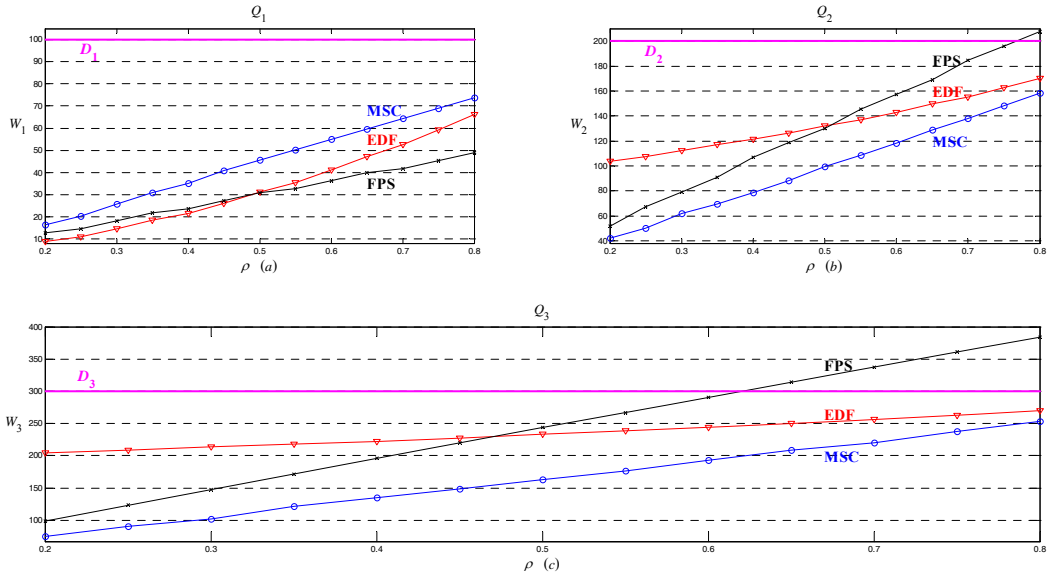 Q1
100
90
80
70
60
50
40
30
20
10
W1
D1
MSC
EDF
FPS
0.2 0.3 0.4 0.5 0.6 0.7 0.8
ρ (a)
Q2
200
180
160
140
120
100
80
60
40
W2
D2
FPS
EDF
MSC
0.2 0.3 0.4 0.5 0.6 0.7 0.8
ρ (b)
Q3
400
350
300
250
200
150
100
W3
D3
FPS
EDF
MSC
0.2 0.3 0.4 0.5 0.6 0.7 0.8
ρ (c)